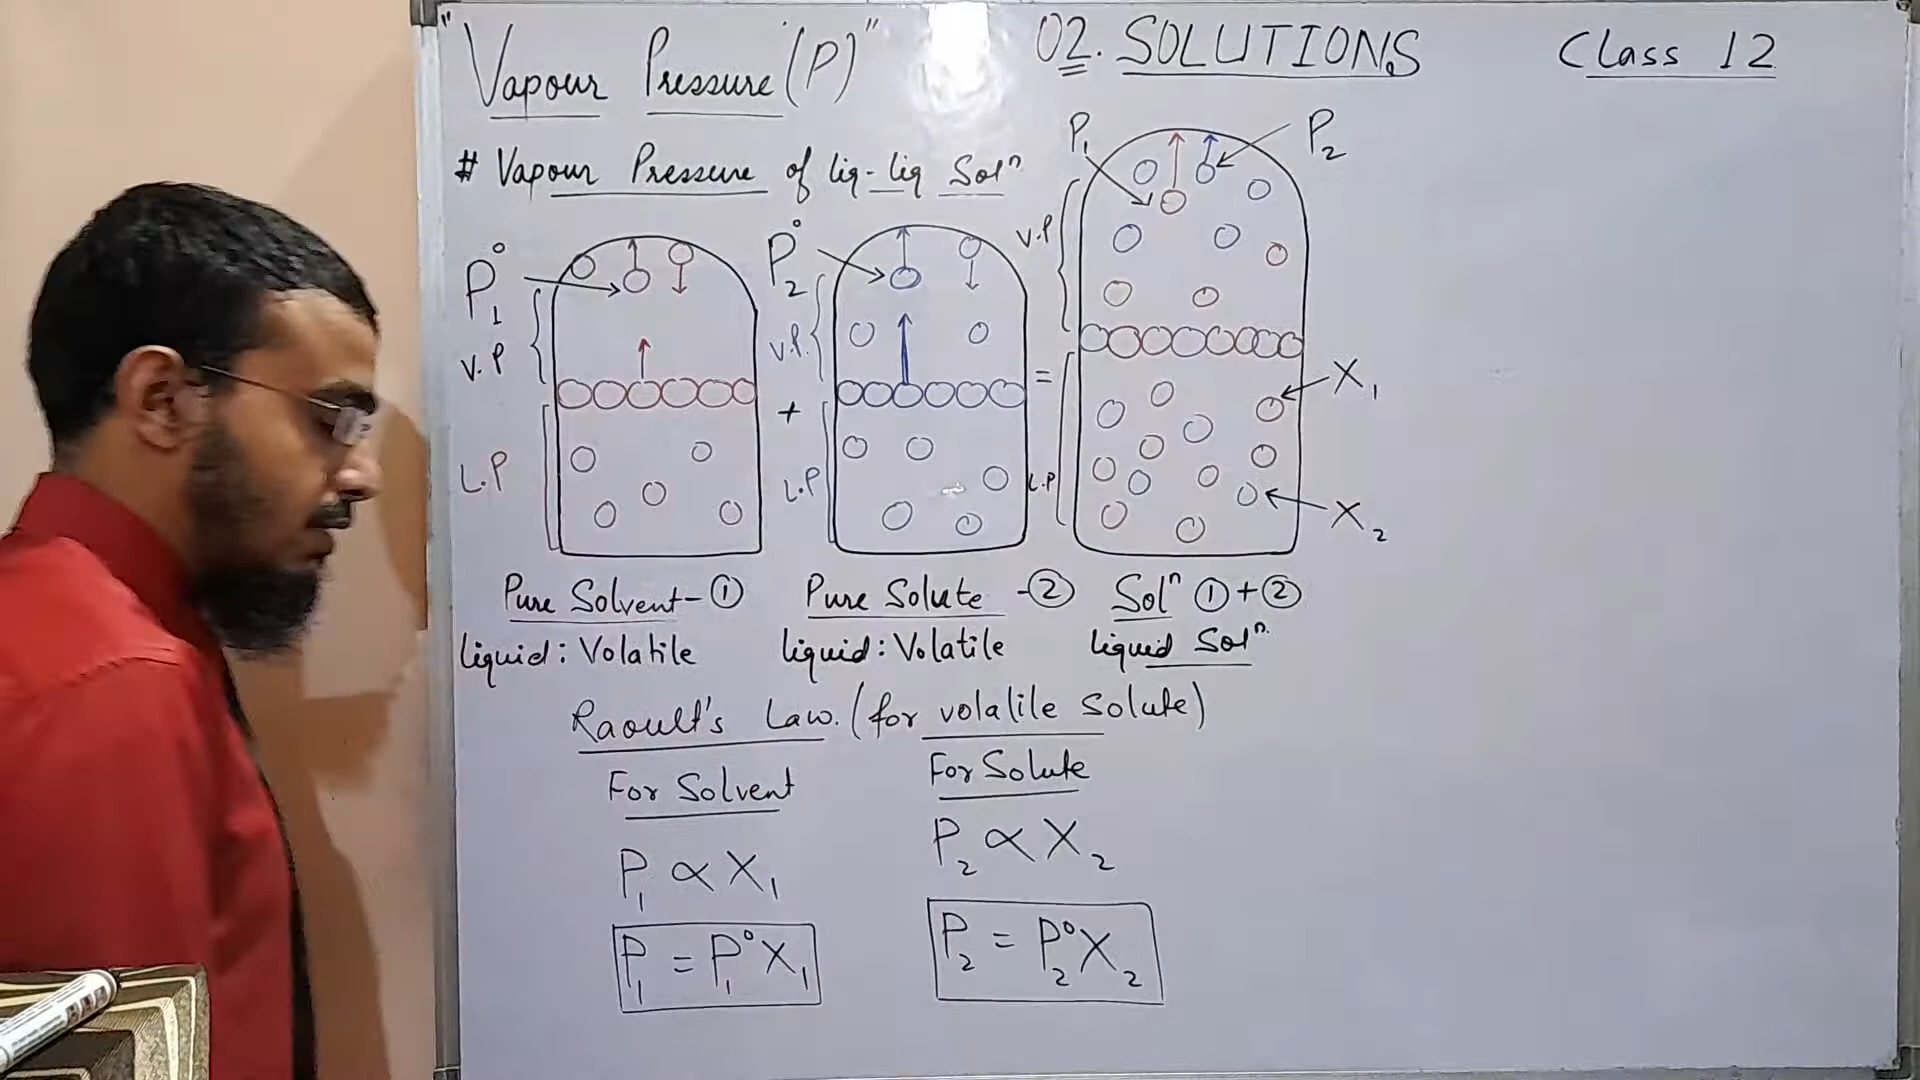 "Vapour Pressure (P)"
02. SOLUTIONS
Class 12
# Vapour Pressure of liq-liq Solⁿ
P₁°
V.P
L.P
P₂°
V.P.
L.P
+
=
P₁
P₂
V.P
L.P
X₁
X₂
Pure Solvent-①
Pure Solute -②
Solⁿ ①+②
liquid: Volatile
liquid: Volatile
liquid Solⁿ.
Raoult's Law. (for volatile Solute)
For Solvent
For Solute
P₁ ∝ X₁
P₂ ∝ X₂
P₁ = P₁°X₁
P₂ = P₂°X₂